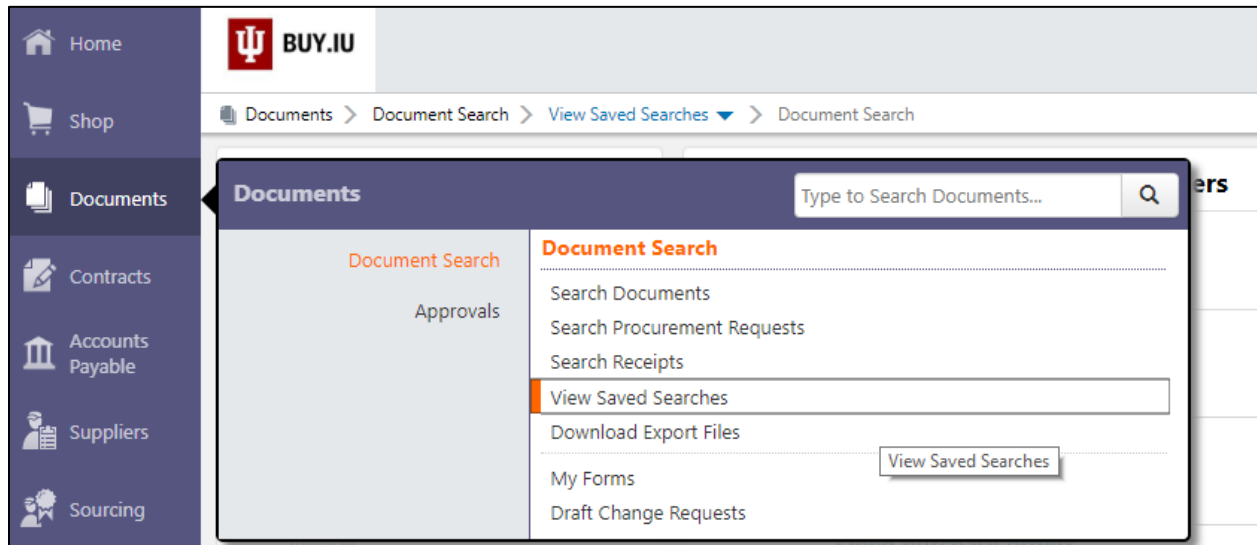 Home
BUY.IU
Shop
Documents > Document Search > View Saved Searches > Document Search
Documents
Documents
Type to Search Documents...
ers
Document Search
Approvals
Document Search
Search Documents
Search Procurement Requests
Search Receipts
View Saved Searches
Download Export Files
View Saved Searches
My Forms
Draft Change Requests
Contracts
Accounts
Payable
Suppliers
Sourcing